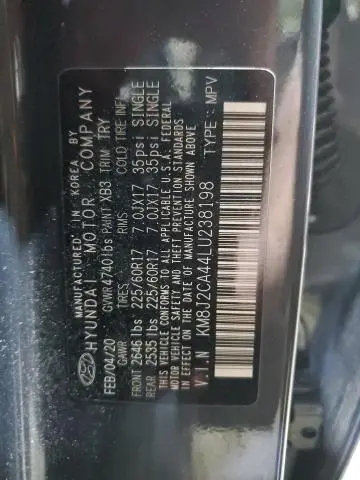 MANUFACTURED IN KOREA BY
HYUNDAI MOTOR COMPANY
FEB/04/20 GVWR 4740 lbs PAINT XB3 TRIM TRY
GAWR TIRES RIMS COLD TIRE INFL
FRONT 2646 lbs 225/60R17 7.0JX17 35psi SINGLE
REAR 2535 lbs 225/60R17 7.0JX17 35psi SINGLE
THIS VEHICLE CONFORMS TO ALL APPLICABLE U.S.A. FEDERAL
MOTOR VEHICLE SAFETY AND THEFT PREVENTION STANDARDS
IN EFFECT ON THE DATE OF MANUFACTURE SHOWN ABOVE
V.I.N KM8J2CA44LU238198 TYPE: MPV